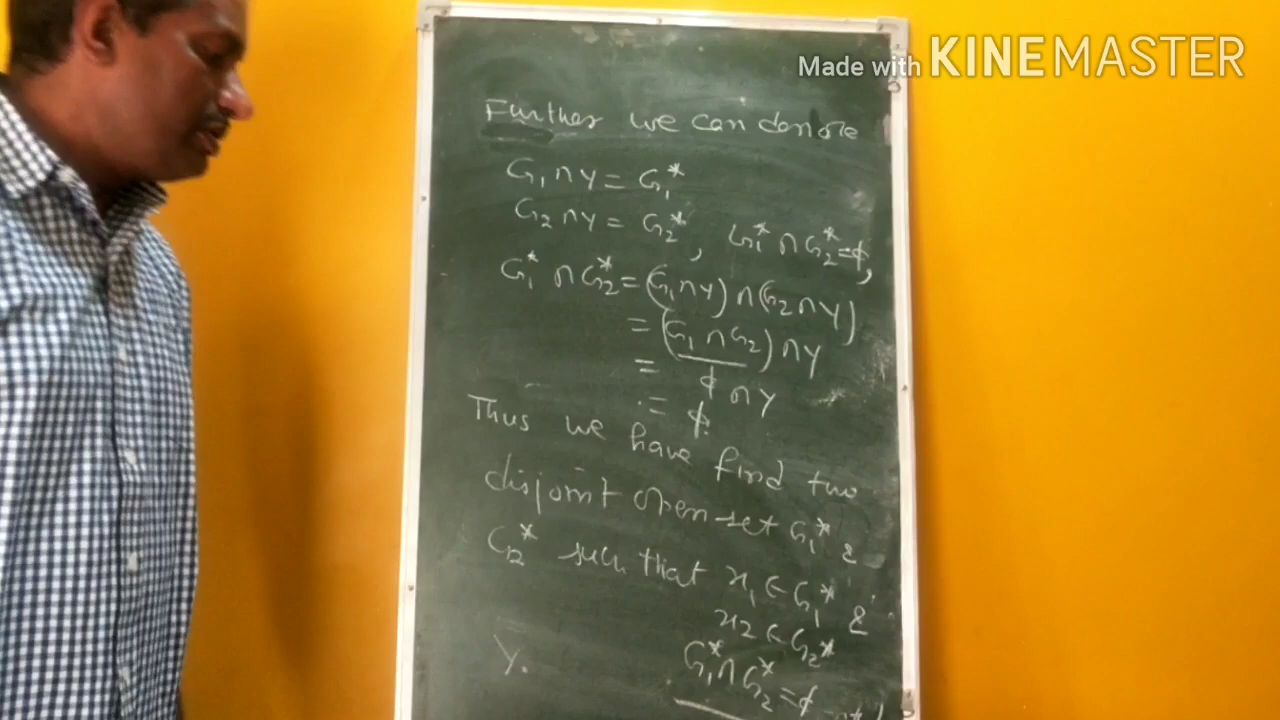 Made with KINEMASTER
Further we can denote
G₁ ∩ Y = G₁*
G₂ ∩ Y = G₂*, G₁* ∩ G₂* = ϕ,
G₁* ∩ G₂* = (G₁ ∩ Y) ∩ (G₂ ∩ Y)
= (G₁ ∩ G₂) ∩ Y
= ϕ ∩ Y
= ϕ.
Thus we have find two
disjoint open set G₁* &
G₂* such that x₁ ∈ G₁* &
x₂ ∈ G₂*
Y. G₁* ∩ G₂* = ϕ